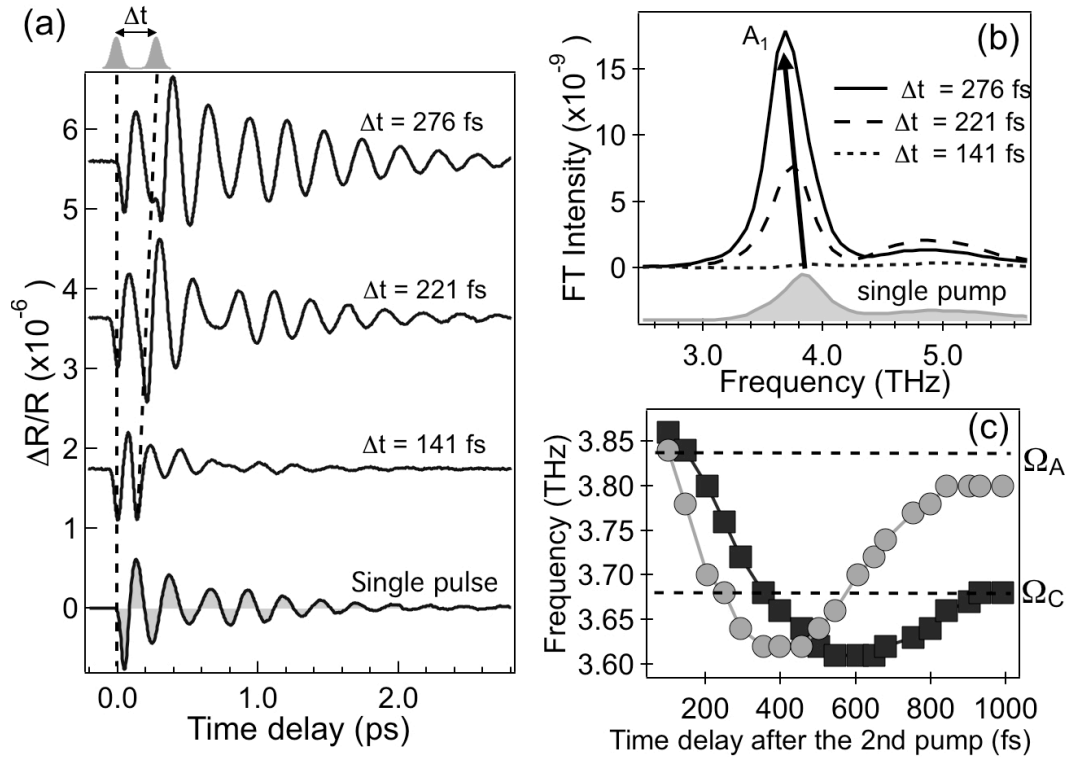 (a)
Δt
6
5
4
3
2
1
0
ΔR/R (x10⁻⁶)
Δt = 276 fs
Δt = 221 fs
Δt = 141 fs
Single pulse
0.0 1.0 2.0
Time delay (ps)
(b)
A₁
15
10
5
0
FT Intensity (x10⁻⁹)
Δt = 276 fs
Δt = 221 fs
Δt = 141 fs
single pump
3.0 4.0 5.0
Frequency (THz)
(c)
3.85
3.80
3.75
3.70
3.65
3.60
Frequency (THz)
Ω_A
Ω_C
200 400 600 800 1000
Time delay after the 2nd pump (fs)